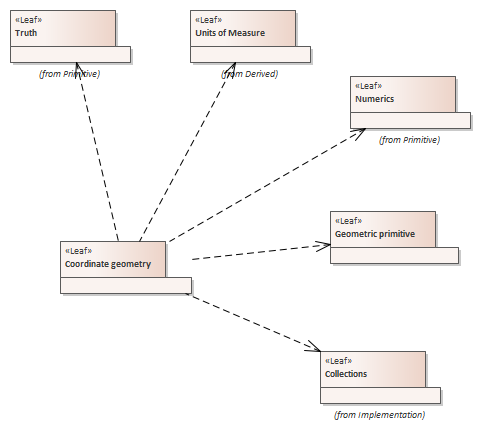 «Leaf»
Truth
(from Primitive)
«Leaf»
Units of Measure
(from Derived)
«Leaf»
Numerics
(from Primitive)
«Leaf»
Geometric primitive
«Leaf»
Coordinate geometry
«Leaf»
Collections
(from Implementation)